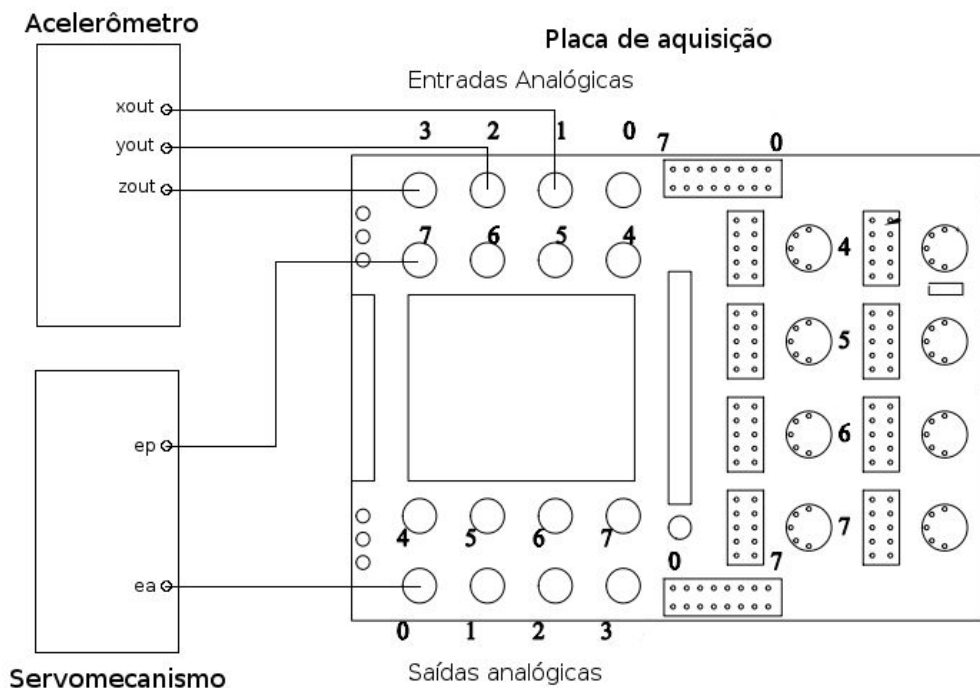 Acelerômetro
Placa de aquisição
Entradas Analógicas
xout
yout
zout
3 2 1 0
7 0
7 6 5 4
4
5
6
7
ep
ea
4 5 6 7
0 7
0 1 2 3
Servomecanismo
Saídas analógicas